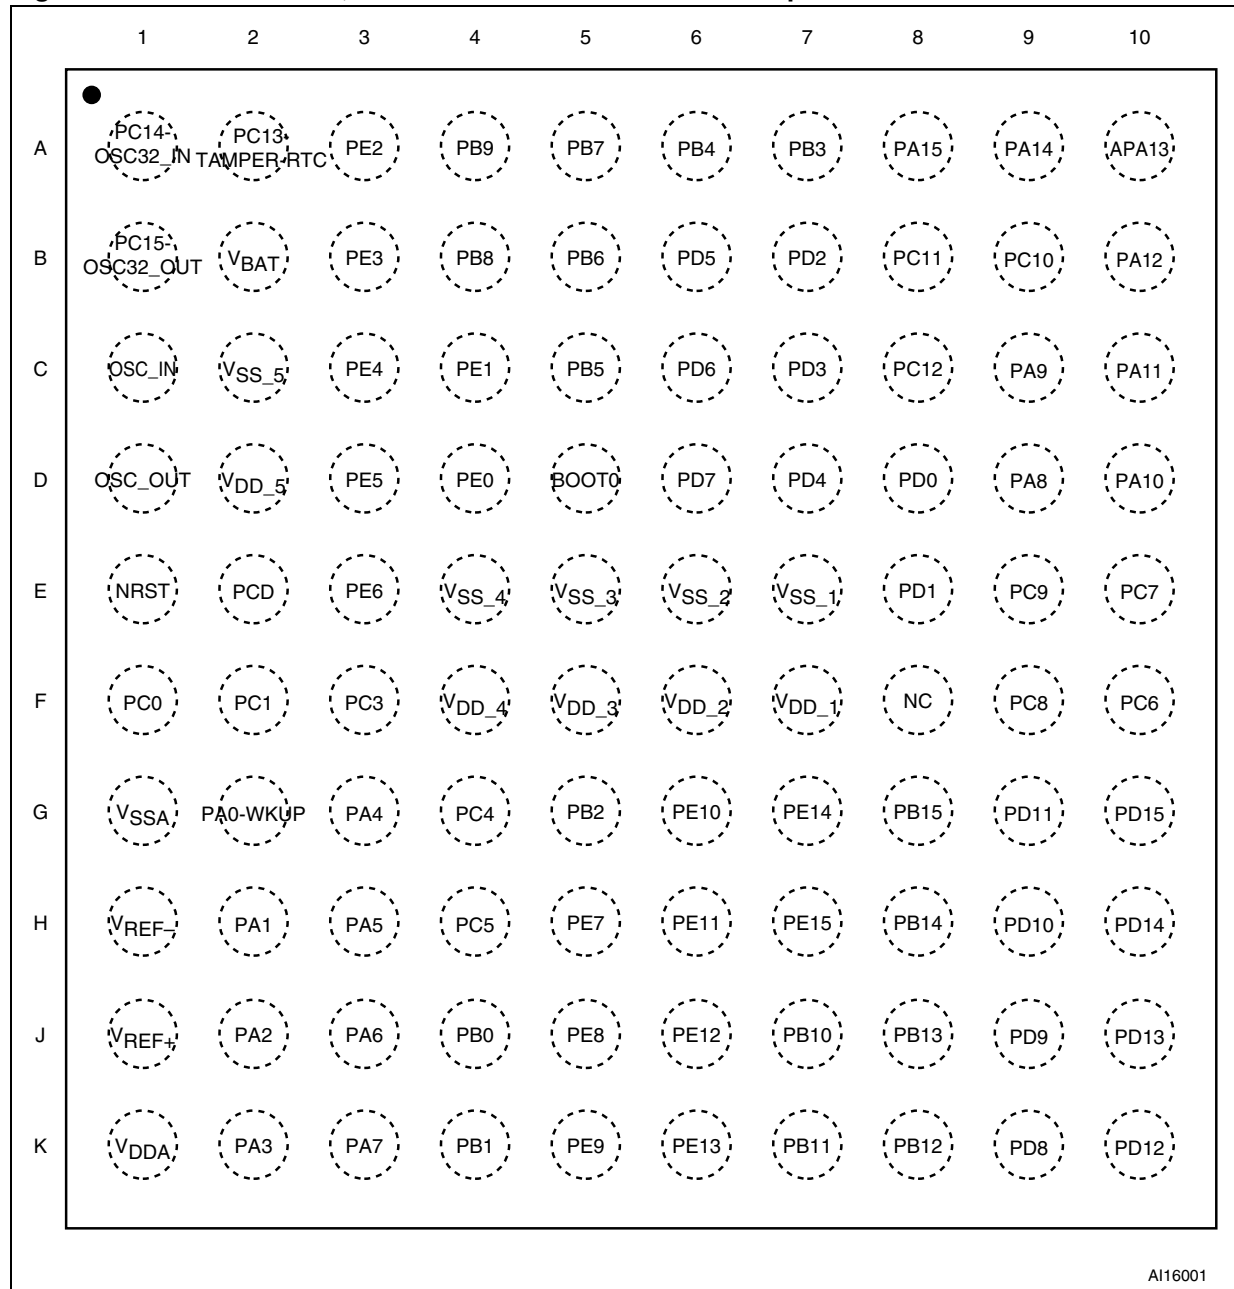 1 2 3 4 5 6 7 8 9 10
A PC14-OSC32_IN PC13-TAMPER-RTC PE2 PB9 PB7 PB4 PB3 PA15 PA14 APA13
B PC15-OSC32_OUT VBAT PE3 PB8 PB6 PD5 PD2 PC11 PC10 PA12
C OSC_IN VSS_5 PE4 PE1 PB5 PD6 PD3 PC12 PA9 PA11
D OSC_OUT VDD_5 PE5 PE0 BOOT0 PD7 PD4 PD0 PA8 PA10
E NRST PCD PE6 VSS_4 VSS_3 VSS_2 VSS_1 PD1 PC9 PC7
F PC0 PC1 PC3 VDD_4 VDD_3 VDD_2 VDD_1 NC PC8 PC6
G VSSA PA0-WKUP PA4 PC4 PB2 PE10 PE14 PB15 PD11 PD15
H VREF– PA1 PA5 PC5 PE7 PE11 PE15 PB14 PD10 PD14
J VREF+ PA2 PA6 PB0 PE8 PE12 PB10 PB13 PD9 PD13
K VDDA PA3 PA7 PB1 PE9 PE13 PB11 PB12 PD8 PD12
AI16001